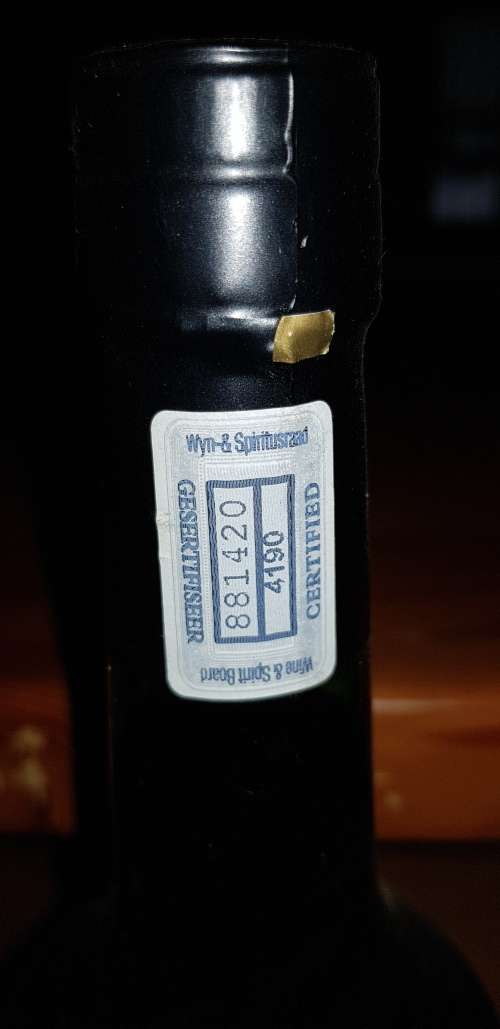 Wyn-& Spiritusraad
GESERTIFISEER
881420
4190
CERTIFIED
Wine & Spirit Board